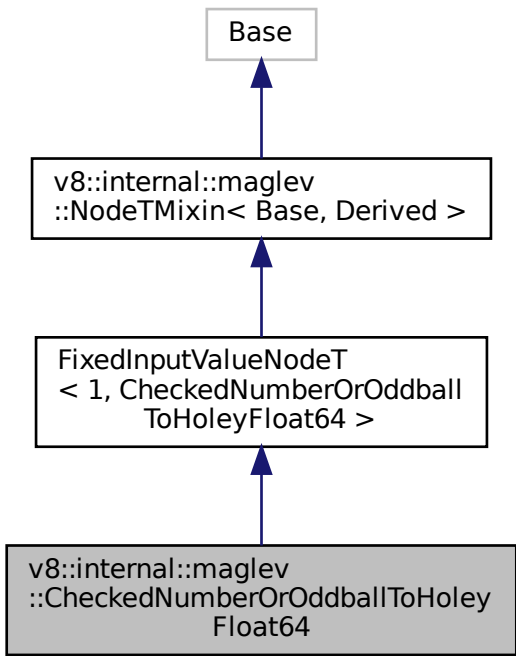 Base
v8::internal::maglev
::NodeTMixin< Base, Derived >
FixedInputValueNodeT
< 1, CheckedNumberOrOddball
ToHoleyFloat64 >
v8::internal::maglev
::CheckedNumberOrOddballToHoley
Float64